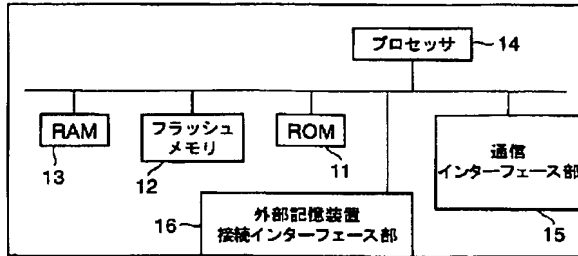 プロセッサ
14
RAM
フラッシュ
メモリ
ROM
通信
インターフェース部
13
12
11
15
16
外部記憶装置
接続インターフェース部